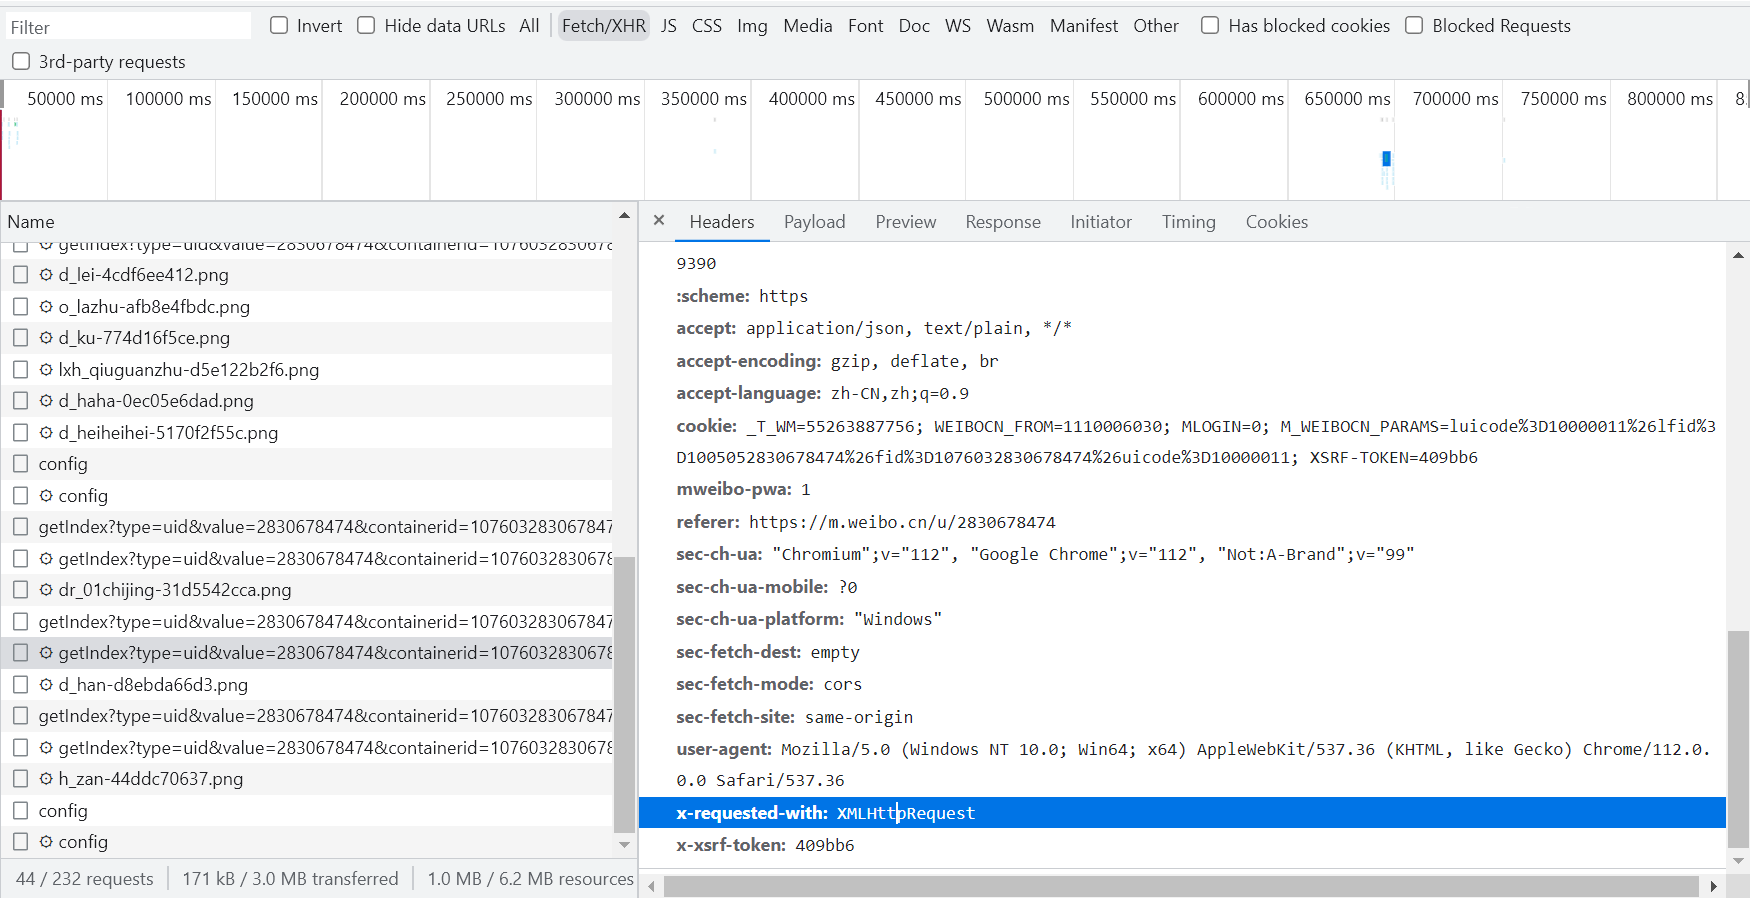 Filter
Invert
Hide data URLs
All
Fetch/XHR
JS
CSS
Img
Media
Font
Doc
WS
Wasm
Manifest
Other
Has blocked cookies
Blocked Requests
3rd-party requests
50000 ms
100000 ms
150000 ms
200000 ms
250000 ms
300000 ms
350000 ms
400000 ms
450000 ms
500000 ms
550000 ms
600000 ms
650000 ms
700000 ms
750000 ms
800000 ms
Name
getIndex?type=uid&value=2830678474&containerid=1076032830678
d_lei-4cdf6ee412.png
o_lazhu-afb8e4fbdc.png
d_ku-774d16f5ce.png
lxh_qiuguanzhu-d5e122b2f6.png
d_haha-0ec05e6dad.png
d_heiheihei-5170f2f55c.png
config
config
getIndex?type=uid&value=2830678474&containerid=107603283067847
getIndex?type=uid&value=2830678474&containerid=1076032830678
dr_01chijing-31d5542cca.png
getIndex?type=uid&value=2830678474&containerid=107603283067847
getIndex?type=uid&value=2830678474&containerid=1076032830678
d_han-d8ebda66d3.png
getIndex?type=uid&value=2830678474&containerid=107603283067847
getIndex?type=uid&value=2830678474&containerid=1076032830678
h_zan-44ddc70637.png
config
config
44 / 232 requests
171 kB / 3.0 MB transferred
1.0 MB / 6.2 MB resources
Headers
Payload
Preview
Response
Initiator
Timing
Cookies
9390
:scheme: https
accept: application/json, text/plain, */*
accept-encoding: gzip, deflate, br
accept-language: zh-CN,zh;q=0.9
cookie: _T_WM=55263887756; WEIBOCN_FROM=1110006030; MLOGIN=0; M_WEIBOCN_PARAMS=luicode%3D10000011%26lfid%3
D1005052830678474%26fid%3D1076032830678474%26uicode%3D10000011; XSRF-TOKEN=409bb6
mweibo-pwa: 1
referer: https://m.weibo.cn/u/2830678474
sec-ch-ua: "Chromium";v="112", "Google Chrome";v="112", "Not:A-Brand";v="99"
sec-ch-ua-mobile: ?0
sec-ch-ua-platform: "Windows"
sec-fetch-dest: empty
sec-fetch-mode: cors
sec-fetch-site: same-origin
user-agent: Mozilla/5.0 (Windows NT 10.0; Win64; x64) AppleWebKit/537.36 (KHTML, like Gecko) Chrome/112.0.
0.0 Safari/537.36
x-requested-with: XMLHttpRequest
x-xsrf-token: 409bb6